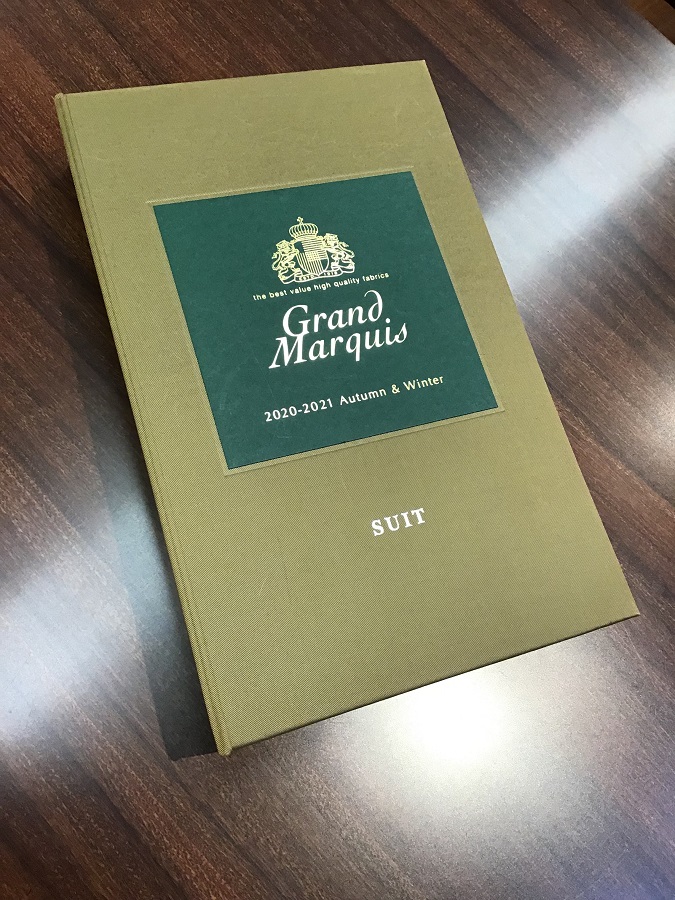 the best value high quality fabrics
Grand
Marquis
2020-2021 Autumn & Winter
SUIT